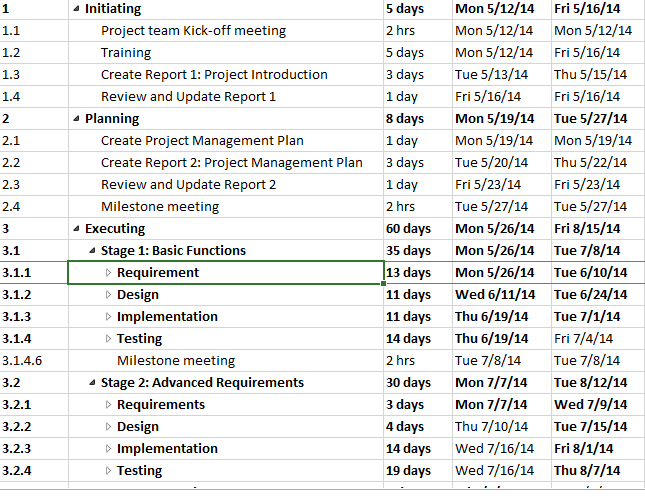 1 Initiating 5 days Mon 5/12/14 Fri 5/16/14
1.1 Project team Kick-off meeting 2 hrs Mon 5/12/14 Mon 5/12/14
1.2 Training 5 days Mon 5/12/14 Fri 5/16/14
1.3 Create Report 1: Project Introduction 3 days Tue 5/13/14 Thu 5/15/14
1.4 Review and Update Report 1 1 day Fri 5/16/14 Fri 5/16/14
2 Planning 8 days Mon 5/19/14 Tue 5/27/14
2.1 Create Project Management Plan 1 day Mon 5/19/14 Mon 5/19/14
2.2 Create Report 2: Project Management Plan 3 days Tue 5/20/14 Thu 5/22/14
2.3 Review and Update Report 2 1 day Fri 5/23/14 Fri 5/23/14
2.4 Milestone meeting 2 hrs Tue 5/27/14 Tue 5/27/14
3 Executing 60 days Mon 5/26/14 Fri 8/15/14
3.1 Stage 1: Basic Functions 35 days Mon 5/26/14 Tue 7/8/14
3.1.1 Requirement 13 days Mon 5/26/14 Tue 6/10/14
3.1.2 Design 11 days Wed 6/11/14 Tue 6/24/14
3.1.3 Implementation 11 days Thu 6/19/14 Tue 7/1/14
3.1.4 Testing 14 days Thu 6/19/14 Fri 7/4/14
3.1.4.6 Milestone meeting 2 hrs Tue 7/8/14 Tue 7/8/14
3.2 Stage 2: Advanced Requirements 30 days Mon 7/7/14 Tue 8/12/14
3.2.1 Requirements 3 days Mon 7/7/14 Wed 7/9/14
3.2.2 Design 4 days Thu 7/10/14 Tue 7/15/14
3.2.3 Implementation 14 days Wed 7/16/14 Fri 8/1/14
3.2.4 Testing 19 days Wed 7/16/14 Thu 8/7/14